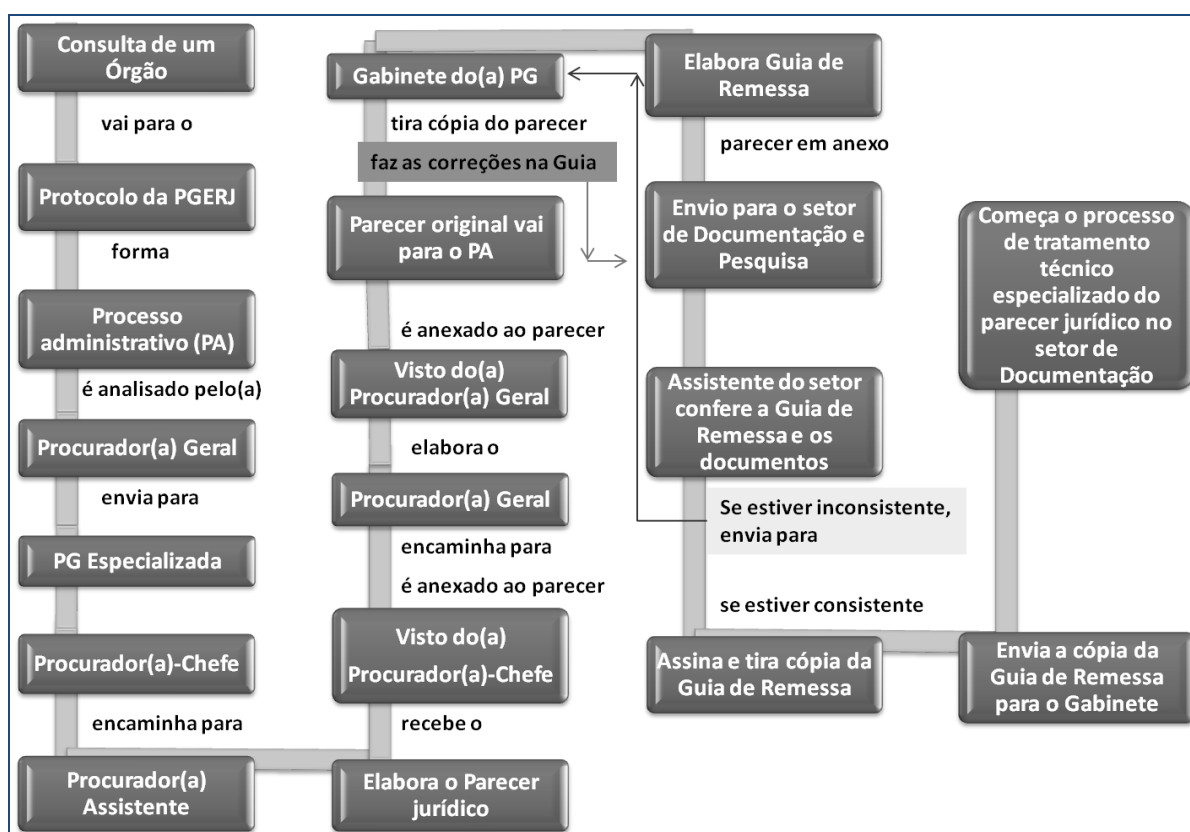 Consulta de um
Órgão
vai para o
Protocolo da PGERJ
forma
Processo
administrativo (PA)
é analisado pelo(a)
Procurador(a) Geral
envia para
PG Especializada
Procurador(a)-Chefe
encaminha para
Procurador(a)
Assistente
Gabinete do(a) PG
tira cópia do parecer
faz as correções na Guia
Parecer original vai
para o PA
é anexado ao parecer
Visto do(a)
Procurador(a) Geral
elabora o
Procurador(a) Geral
encaminha para
é anexado ao parecer
Visto do(a)
Procurador(a)-Chefe
recebe o
Elabora o Parecer
jurídico
Elabora Guia de
Remessa
parecer em anexo
Envio para o setor
de Documentação e
Pesquisa
Assistente do setor
confere a Guia de
Remessa e os
documentos
Se estiver inconsistente,
envia para
se estiver consistente
Assina e tira cópia da
Guia de Remessa
Começa o processo
de tratamento
técnico
especializado do
parecer jurídico no
setor de
Documentação
Envia a cópia da
Guia de Remessa
para o Gabinete